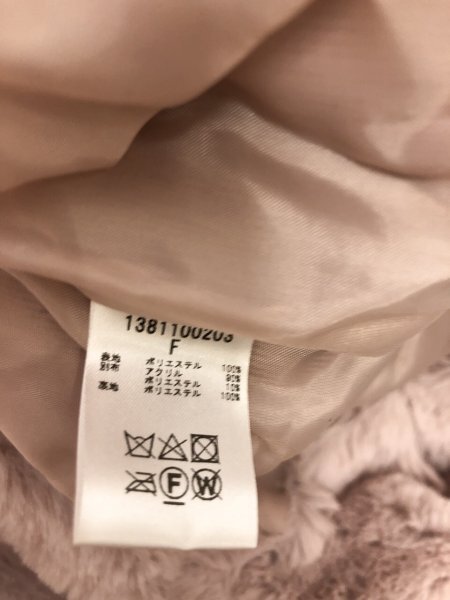 1381100203
F
表地 ポリエステル 100%
別布 アクリル 90%
ポリエステル 10%
裏地 ポリエステル 100%
F W